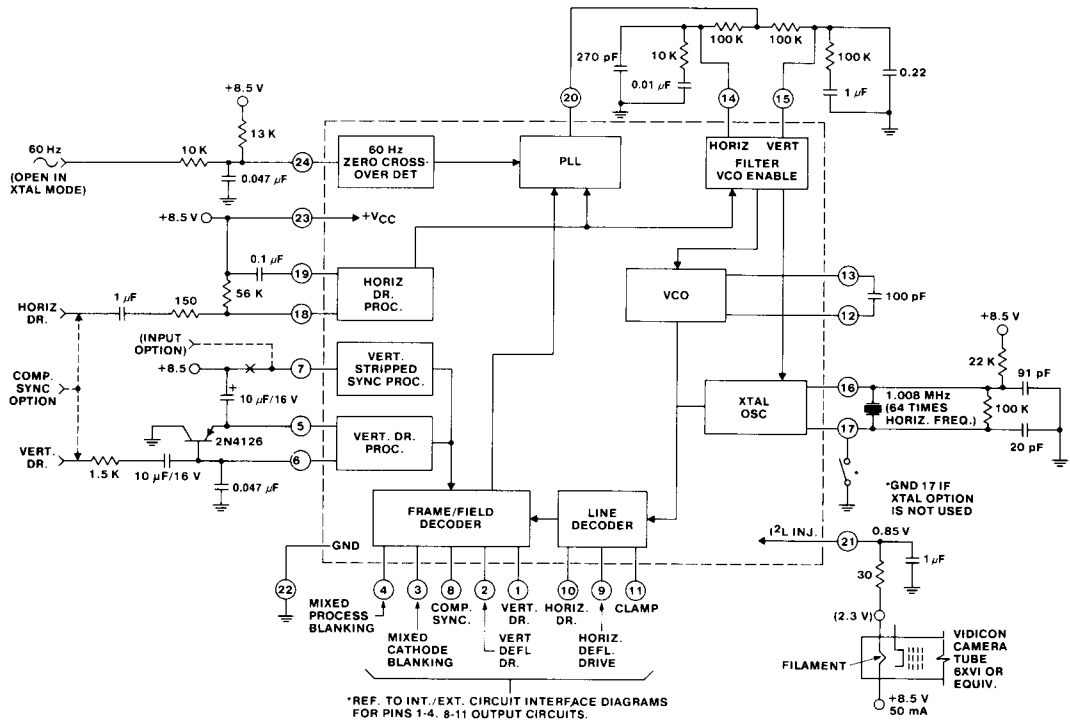 100 K
100 K
270 pF
10 K
0.01 µF
100 K
1 µF
0.22
20
14
15
+8.5 V
13 K
60 Hz
10 K
(OPEN IN
XTAL MODE)
0.047 µF
24
60 Hz
ZERO CROSS-
OVER DET
PLL
HORIZ VERT
FILTER
VCO ENABLE
+8.5 V
23
+VCC
0.1 µF
19
56 K
HORIZ
DR.
1 µF
150
18
HORIZ
DR.
PROC.
VCO
13
12
100 pF
(INPUT
OPTION)
+8.5
7
VERT.
STRIPPED
SYNC PROC.
COMP.
SYNC
OPTION
10 µF/16 V
+
5
2N4126
VERT. DR.
PROC.
VERT.
DR.
1.5 K
10 µF/16 V
6
0.047 µF
XTAL
OSC
16
17
+8.5 V
22 K
91 pF
1.008 MHz
(64 TIMES
HORIZ. FREQ.)
100 K
20 pF
*
*GND 17 IF
XTAL OPTION
IS NOT USED
FRAME/FIELD
DECODER
LINE
DECODER
I2L INJ.
21
0.85 V
1 µF
30
(2.3 V)
GND
22
4
3
8
2
1
10
9
11
MIXED
PROCESS
BLANKING
MIXED
CATHODE
BLANKING
COMP.
SYNC.
VERT
DEFL
DR.
VERT.
DR.
HORIZ.
DR.
HORIZ.
DEFL.
DRIVE
CLAMP
FILAMENT
VIDICON
CAMERA
TUBE
6XVI OR
EQUIV.
+8.5 V
50 mA
*REF. TO INT./EXT. CIRCUIT INTERFACE DIAGRAMS
FOR PINS 1-4, 8-11 OUTPUT CIRCUITS.